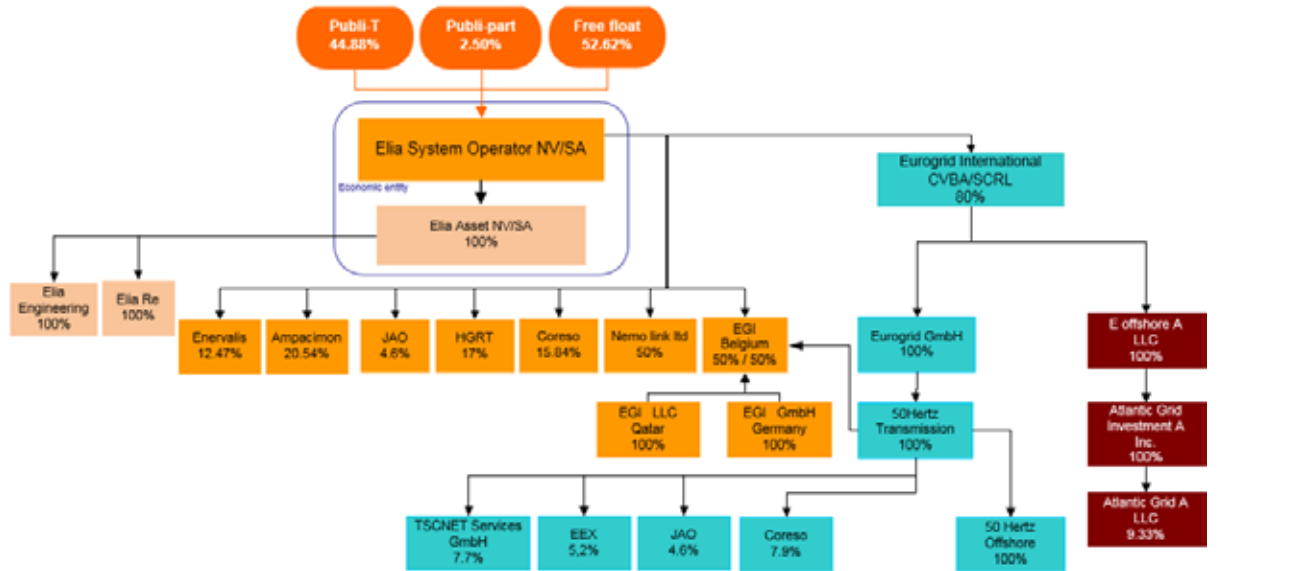 Publi-T
44.88%
Publi-part
2.50%
Free float
52.62%
Elia System Operator NV/SA
Economic entity
Elia Asset NV/SA
100%
Eurogrid International
CVBA/SCRL
80%
Elia
Engineering
100%
Elia Re
100%
Enervalis
12.47%
Ampacimon
20.54%
JAO
4.6%
HGRT
17%
Coreso
15.84%
Nemo link ltd
50%
EGI
Belgium
50% / 50%
Eurogrid GmbH
100%
E offshore A
LLC
100%
EGI LLC
Qatar
100%
EGI GmbH
Germany
100%
50Hertz
Transmission
100%
Atlantic Grid
Investment A
Inc.
100%
TSCNET Services
GmbH
7.7%
EEX
5,2%
JAO
4.6%
Coreso
7.9%
50 Hertz
Offshore
100%
Atlantic Grid A
LLC
9.33%